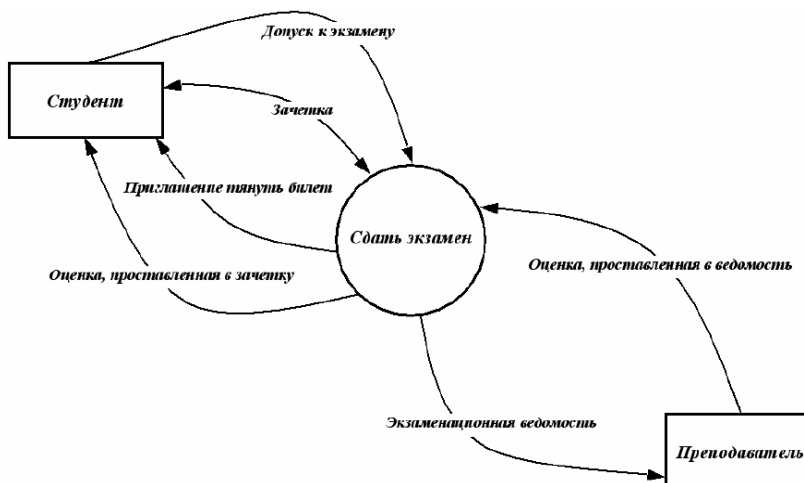 Допуск к экзамену
Студент
Зачетка
Приглашение тянуть билет
Сдать экзамен
Оценка, проставленная в зачетку
Оценка, проставленная в ведомость
Экзаменационная ведомость
Преподаватель